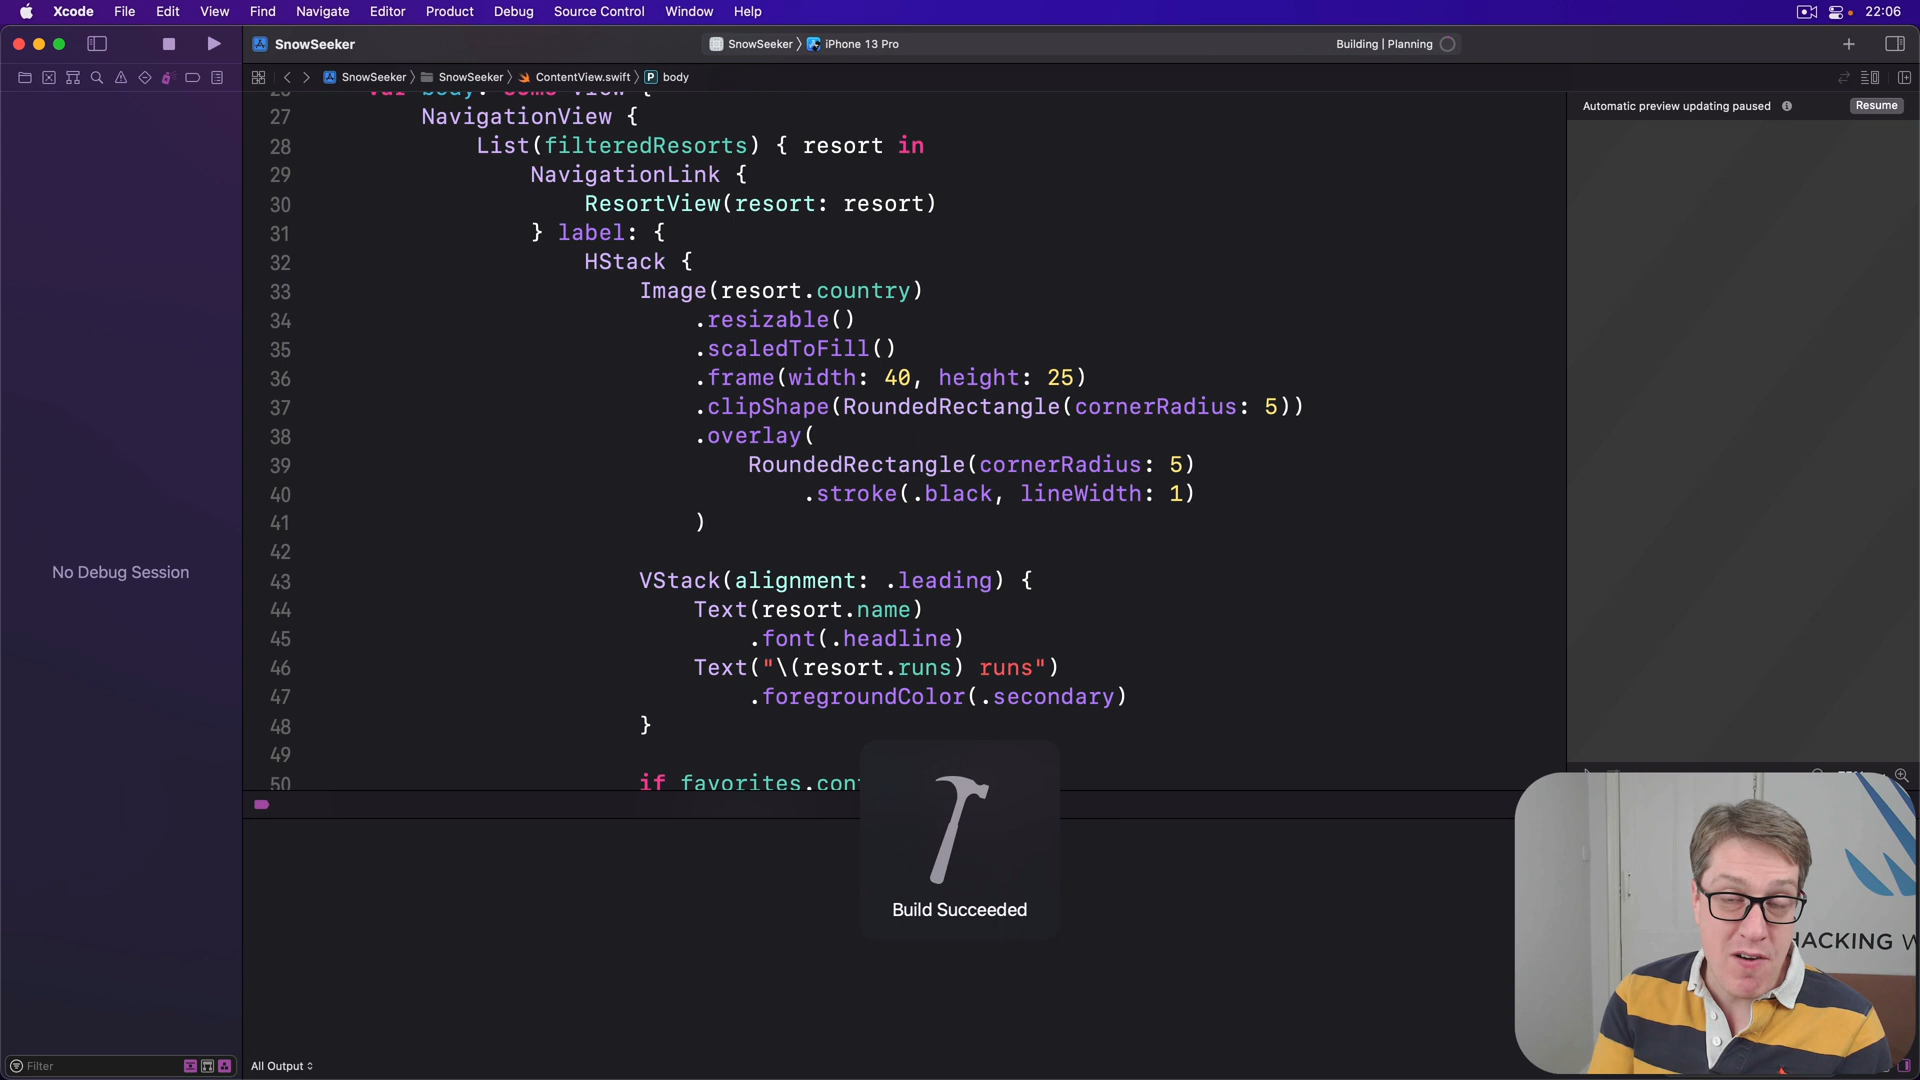 Xcode File Edit View Find Navigate Editor Product Debug Source Control Window Help 22:06
SnowSeeker
SnowSeeker iPhone 13 Pro
Building | Planning
SnowSeeker SnowSeeker ContentView.swift P body
Automatic preview updating paused Resume
26 var body: some View {
27 NavigationView {
28 List(filteredResorts) { resort in
29 NavigationLink {
30 ResortView(resort: resort)
31 } label: {
32 HStack {
33 Image(resort.country)
34 .resizable()
35 .scaledToFill()
36 .frame(width: 40, height: 25)
37 .clipShape(RoundedRectangle(cornerRadius: 5))
38 .overlay(
39 RoundedRectangle(cornerRadius: 5)
40 .stroke(.black, lineWidth: 1)
41 )
42
43 VStack(alignment: .leading) {
44 Text(resort.name)
45 .font(.headline)
46 Text("\(resort.runs) runs")
47 .foregroundColor(.secondary)
48 }
49
50 if favorites.con
No Debug Session
Build Succeeded
HACKING W
Filter
All Output